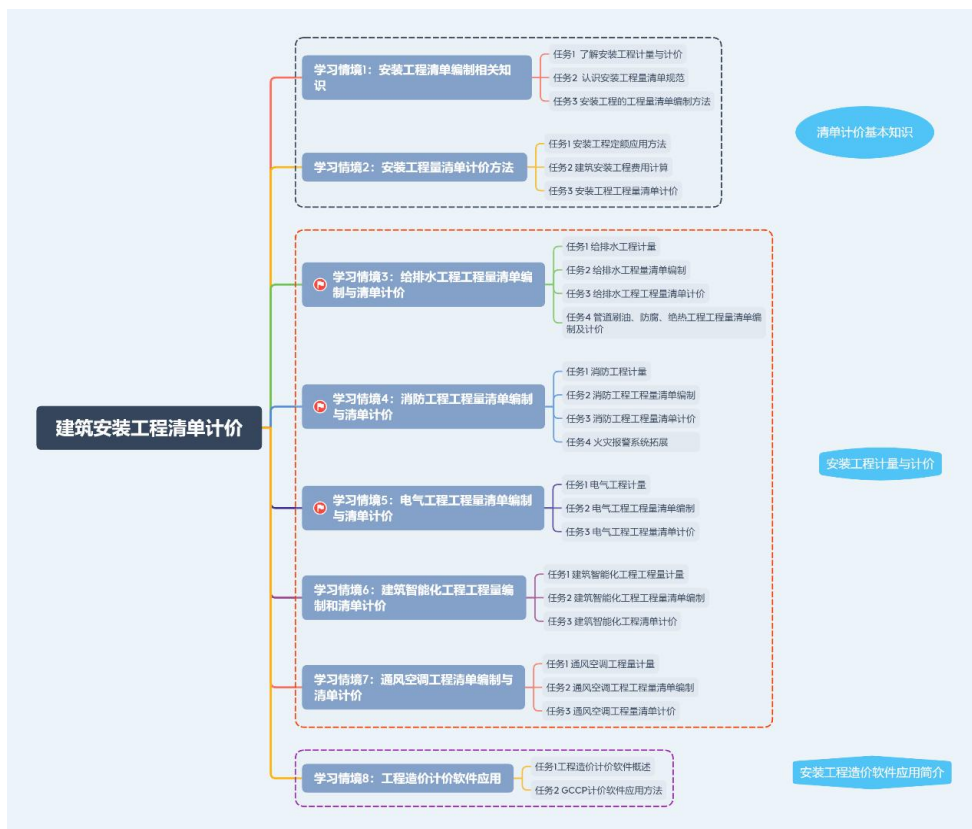 学习情境1：安装工程清单编制相关知
识
任务1 了解安装工程计量与计价
任务2 认识安装工程量清单规范
任务3 安装工程的工程量清单编制方法
清单计价基本知识
学习情境2：安装工程量清单计价方法
任务1 安装工程定额应用方法
任务2 建筑安装工程费用计算
任务3 安装工程工程量清单计价
学习情境3：给排水工程工程量清单编
制与清单计价
任务1 给排水工程计量
任务2 给排水工程量清单编制
任务3 给排水工程工程量清单计价
任务4 管道刷油、防腐、绝热工程工程量清单编
制及计价
建筑安装工程清单计价
学习情境4：消防工程工程量清单编制
与清单计价
任务1 消防工程计量
任务2 消防工程工程量清单编制
任务3 消防工程工程量清单计价
任务4 火灾报警系统拓展
安装工程计量与计价
学习情境5：电气工程工程量清单编制
与清单计价
任务1 电气工程计量
任务2 电气工程工程量清单编制
任务3 电气工程工程量清单计价
学习情境6：建筑智能化工程工程量编
制和清单计价
任务1 建筑智能化工程工程量计量
任务2 建筑智能化工程工程量清单编制
任务3 建筑智能化工程清单计价
学习情境7：通风空调工程清单编制与
清单计价
任务1 通风空调工程量计量
任务2 通风空调工程工程量清单编制
任务3 通风空调工程量清单计价
学习情境8：工程造价计价软件应用
任务1工程造价计价软件概述
任务2 GCCP计价软件应用方法
安装工程造价软件应用简介